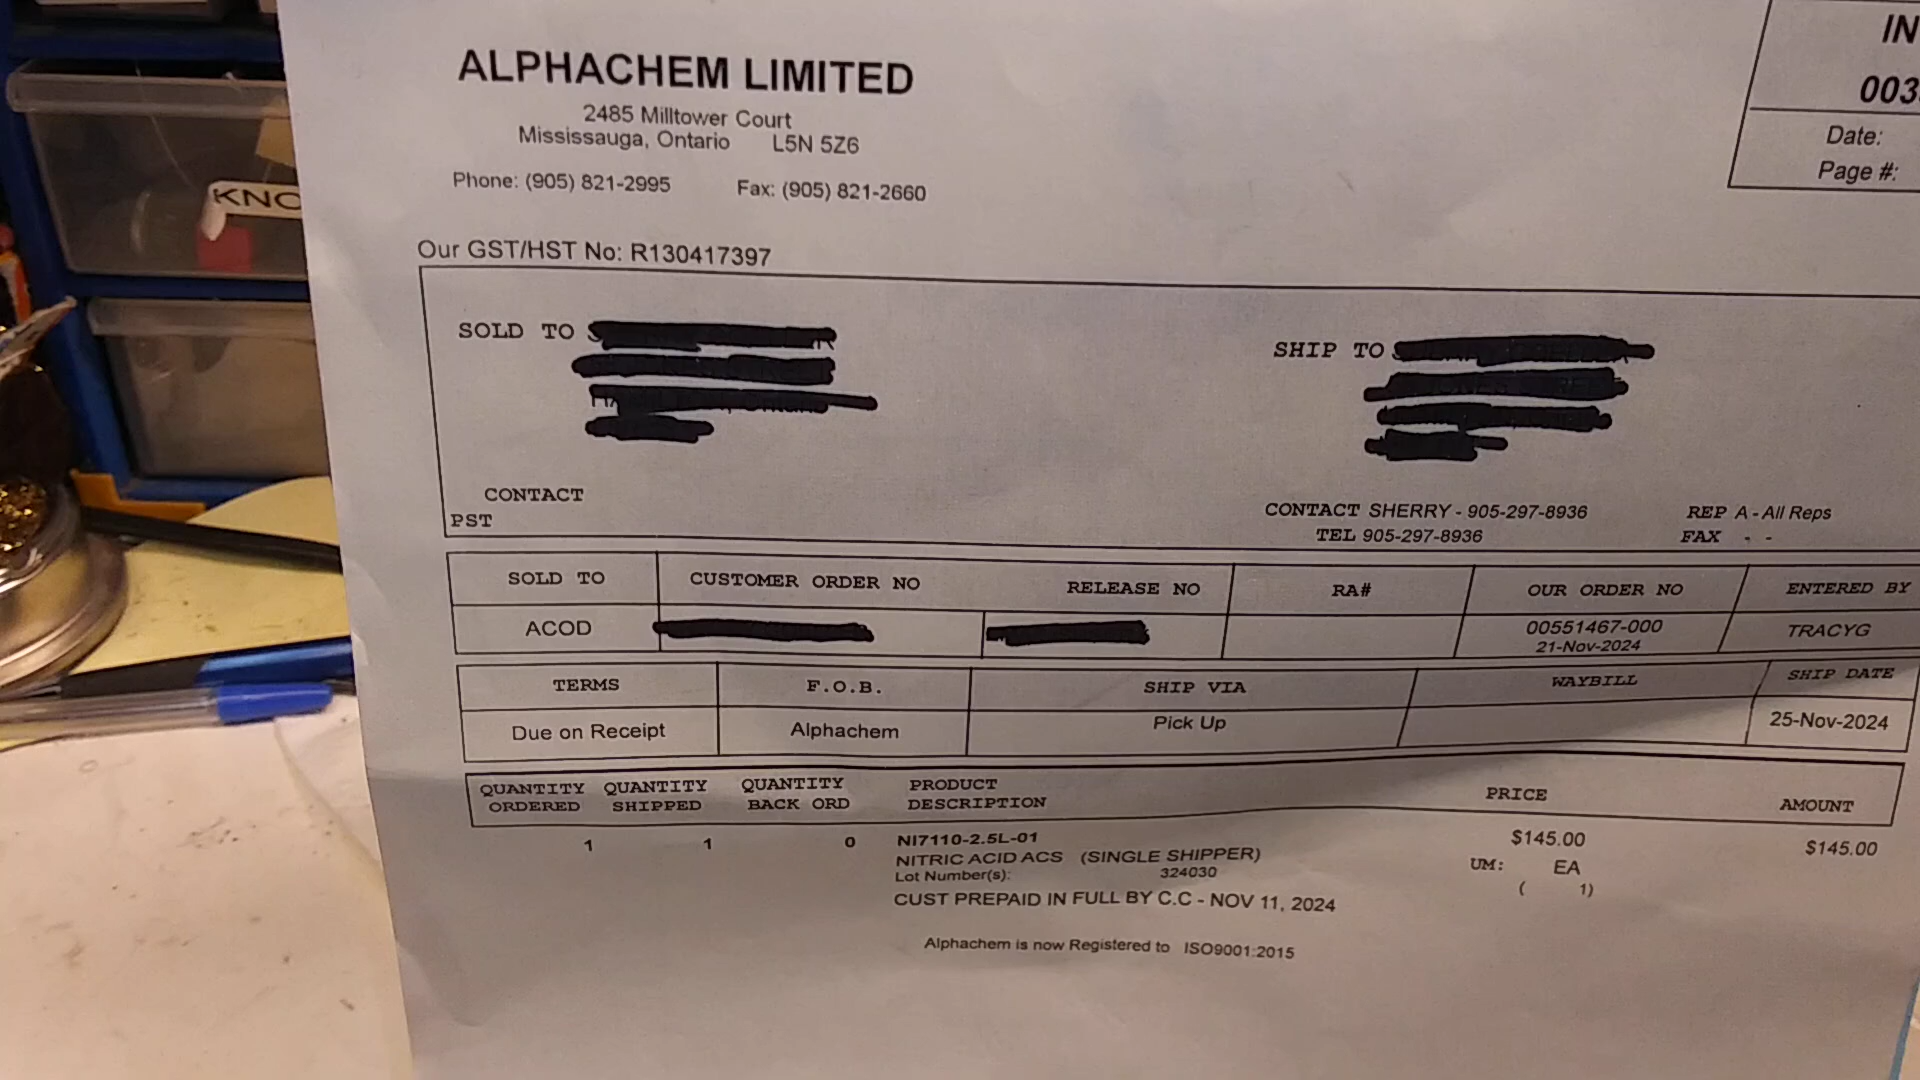 ALPHACHEM LIMITED
2485 Milltower Court
Mississauga, Ontario L5N 5Z6
Phone: (905) 821-2995 Fax: (905) 821-2660
IN
003
Date:
Page #:
KNO
Our GST/HST No: R130417397
SOLD TO
SHIP TO
CONTACT
PST
CONTACT SHERRY - 905-297-8936 REP A - All Reps
TEL 905-297-8936 FAX - -
SOLD TO CUSTOMER ORDER NO RELEASE NO RA# OUR ORDER NO ENTERED BY
ACOD 00551467-000 TRACYG
21-Nov-2024
TERMS F.O.B. SHIP VIA WAYBILL SHIP DATE
Due on Receipt Alphachem Pick Up 25-Nov-2024
QUANTITY QUANTITY QUANTITY PRODUCT PRICE AMOUNT
ORDERED SHIPPED BACK ORD DESCRIPTION
1 1 0 NI7110-2.5L-01 $145.00 $145.00
NITRIC ACID ACS (SINGLE SHIPPER) UM: EA
Lot Number(s): 324030 ( 1)
CUST PREPAID IN FULL BY C.C - NOV 11, 2024
Alphachem is now Registered to ISO9001:2015